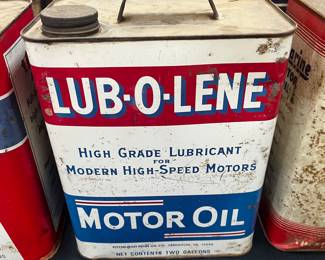 LUB-O-LENE
HIGH GRADE LUBRICANT
FOR
MODERN HIGH-SPEED MOTORS
MOTOR OIL
NET CONTENTS TWO GALLONS